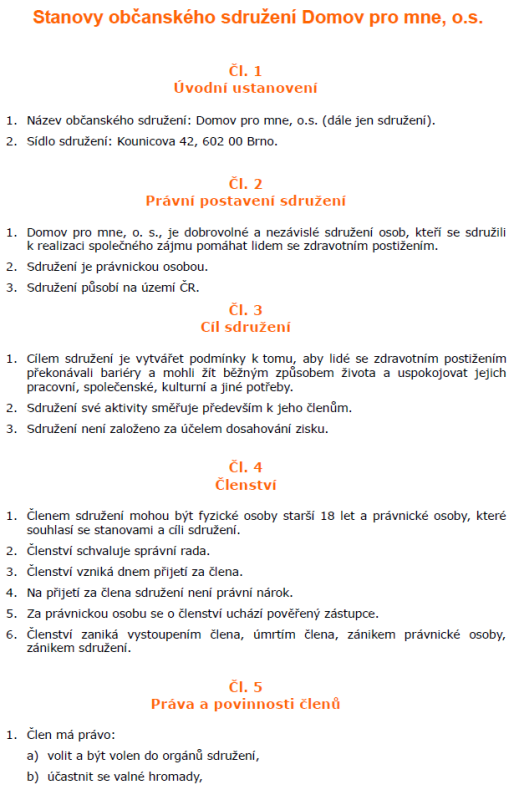 Stanovy občanského sdružení Domov pro mne, o.s.
Čl. 1
Úvodní ustanovení
1. Název občanského sdružení: Domov pro mne, o.s. (dále jen sdružení).
2. Sídlo sdružení: Kounicova 42, 602 00 Brno.
Čl. 2
Právní postavení sdružení
1. Domov pro mne, o. s., je dobrovolné a nezávislé sdružení osob, kteří se sdružili
k realizaci společného zájmu pomáhat lidem se zdravotním postižením.
2. Sdružení je právnickou osobou.
3. Sdružení působí na území ČR.
Čl. 3
Cíl sdružení
1. Cílem sdružení je vytvářet podmínky k tomu, aby lidé se zdravotním postižením
překonávali bariéry a mohli žít běžným způsobem života a uspokojovat jejich
pracovní, společenské, kulturní a jiné potřeby.
2. Sdružení své aktivity směřuje především k jeho členům.
3. Sdružení není založeno za účelem dosahování zisku.
Čl. 4
Členství
1. Členem sdružení mohou být fyzické osoby starší 18 let a právnické osoby, které
souhlasí se stanovami a cíli sdružení.
2. Členství schvaluje správní rada.
3. Členství vzniká dnem přijetí za člena.
4. Na přijetí za člena sdružení není právní nárok.
5. Za právnickou osobu se o členství uchází pověřený zástupce.
6. Členství zaniká vystoupením člena, úmrtím člena, zánikem právnické osoby,
zánikem sdružení.
Čl. 5
Práva a povinnosti členů
1. Člen má právo:
a) volit a být volen do orgánů sdružení,
b) účastnit se valné hromady,